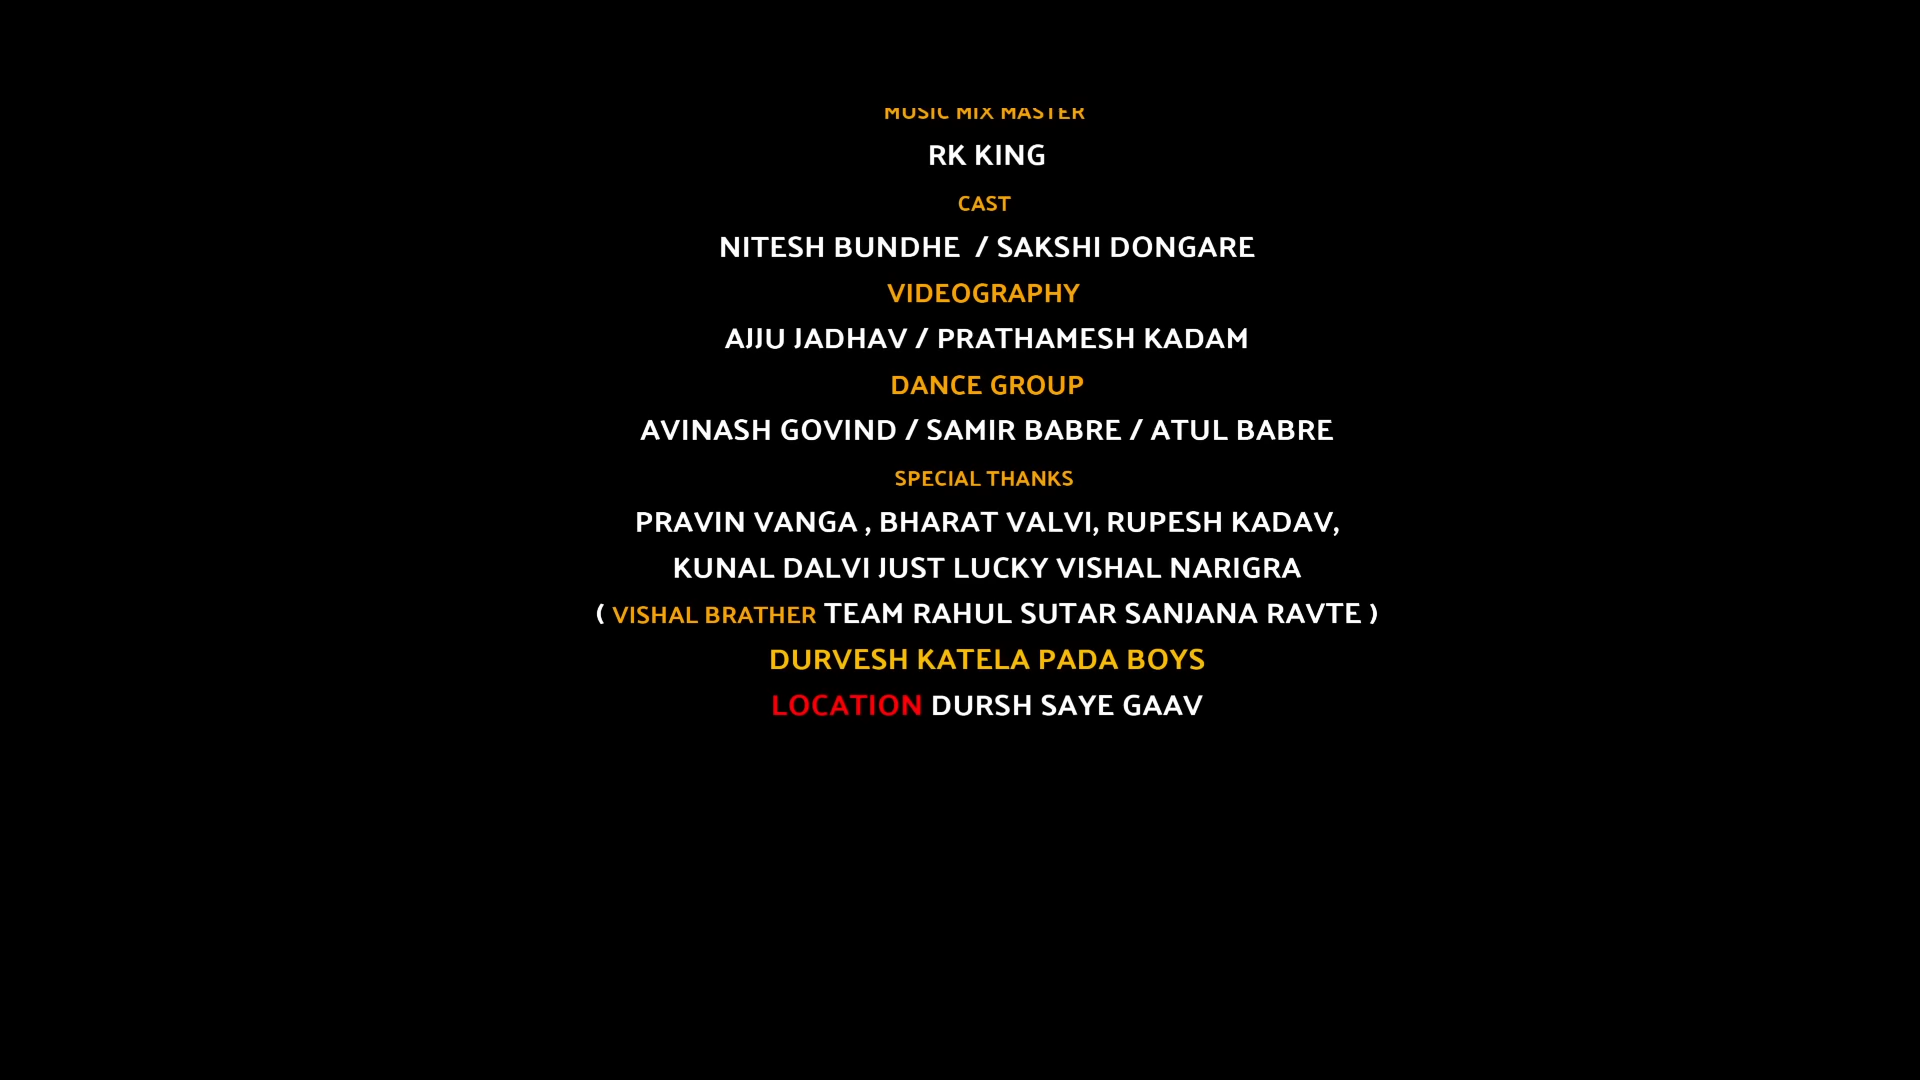 MUSIC MIX MASTER
RK KING
CAST
NITESH BUNDHE / SAKSHI DONGARE
VIDEOGRAPHY
AJJU JADHAV / PRATHAMESH KADAM
DANCE GROUP
AVINASH GOVIND / SAMIR BABRE / ATUL BABRE
SPECIAL THANKS
PRAVIN VANGA , BHARAT VALVI, RUPESH KADAV,
KUNAL DALVI JUST LUCKY VISHAL NARIGRA
( VISHAL BRATHER TEAM RAHUL SUTAR SANJANA RAVTE )
DURVESH KATELA PADA BOYS
LOCATION DURSH SAYE GAAV